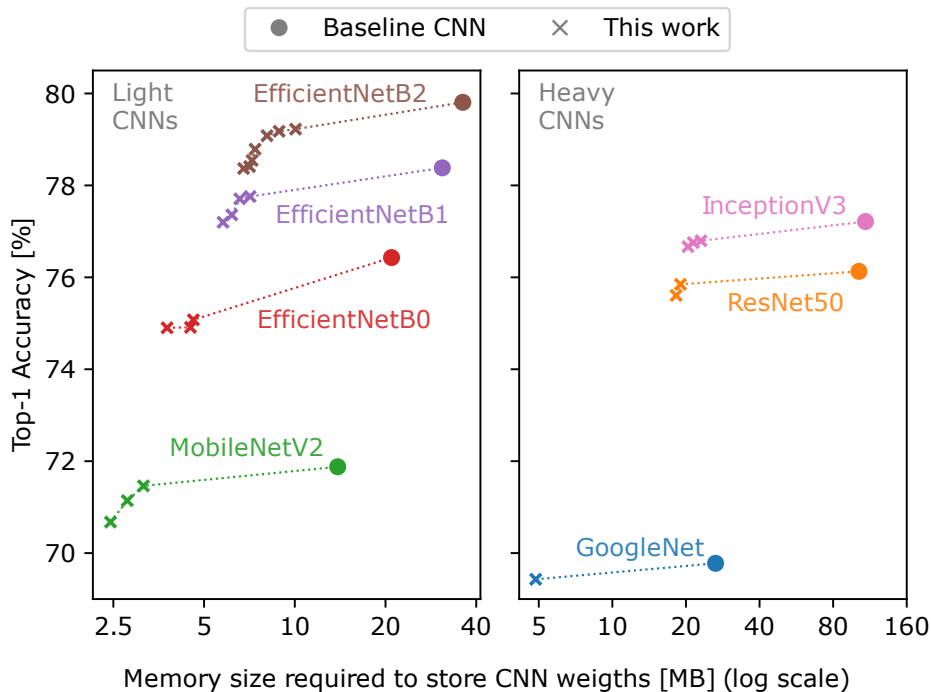 Baseline CNN This work
Top-1 Accuracy [%]
80
78
76
74
72
70
Light
CNNs
EfficientNetB2
EfficientNetB1
EfficientNetB0
MobileNetV2
2.5 5 10 20 40
Heavy
CNNs
InceptionV3
ResNet50
GoogleNet
5 10 20 40 80 160
Memory size required to store CNN weigths [MB] (log scale)